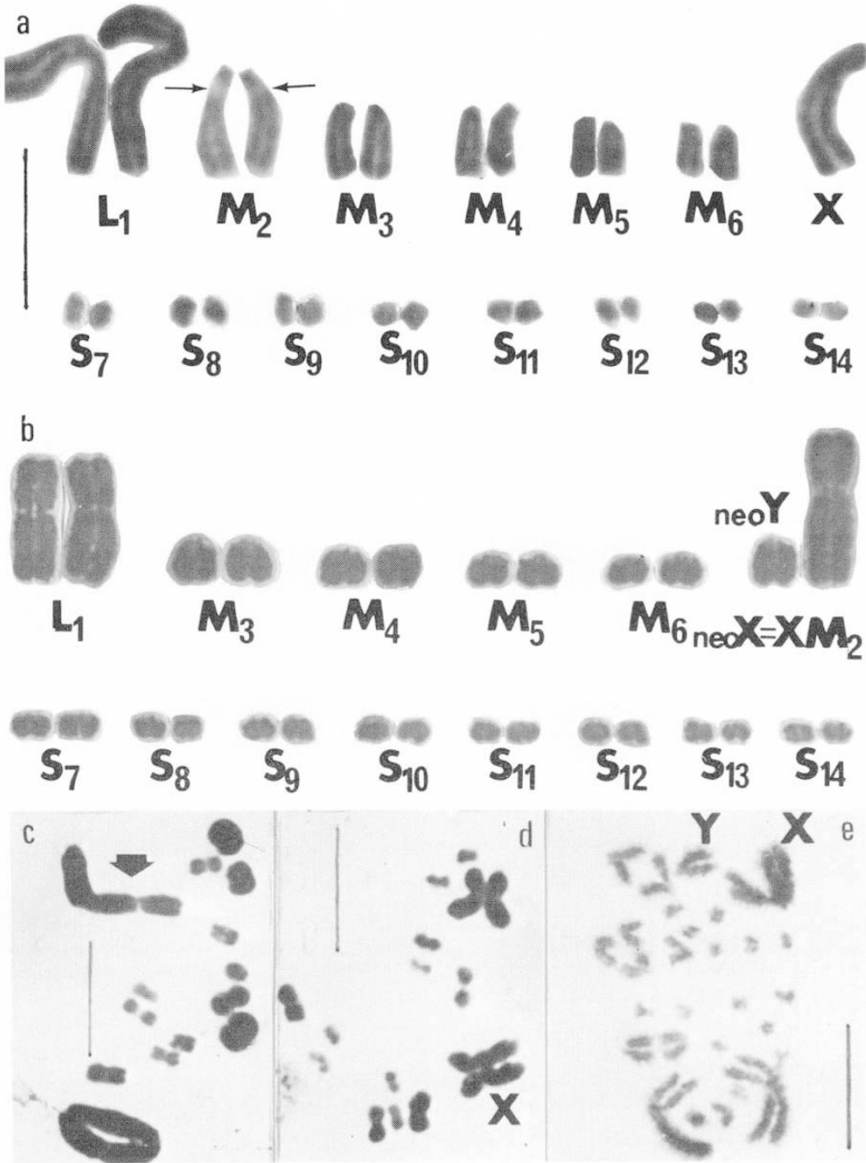 a
L1 M2 M3 M4 M5 M6 X
S7 S8 S9 S10 S11 S12 S13 S14
b
neoY
L1 M3 M4 M5 M6 neoX=XM2
S7 S8 S9 S10 S11 S12 S13 S14
c d Y X e
X